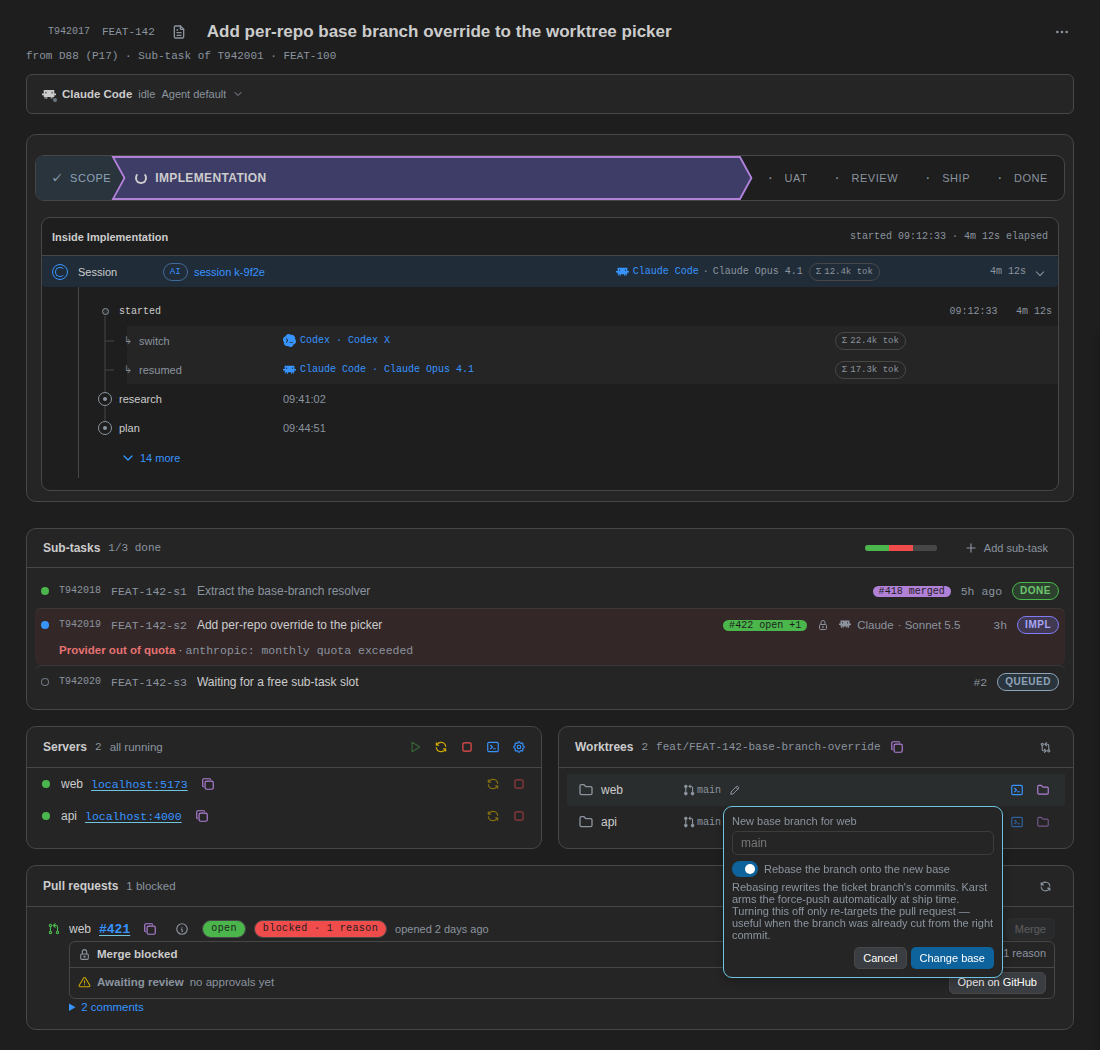 T942017 FEAT-142 Add per-repo base branch override to the worktree picker
from D88 (P17) · Sub-task of T942001 · FEAT-100
Claude Code idle Agent default
SCOPE IMPLEMENTATION · UAT · REVIEW · SHIP · DONE
Inside Implementation started 09:12:33 · 4m 12s elapsed
Session AI session k-9f2e Claude Code · Claude Opus 4.1 Σ 12.4k tok 4m 12s
started 09:12:33 4m 12s
↳ switch Codex · Codex X Σ 22.4k tok
↳ resumed Claude Code · Claude Opus 4.1 Σ 17.3k tok
research 09:41:02
plan 09:44:51
14 more
Sub-tasks 1/3 done Add sub-task
T942018 FEAT-142-s1 Extract the base-branch resolver #418 merged 5h ago DONE
T942019 FEAT-142-s2 Add per-repo override to the picker #422 open +1 Claude · Sonnet 5.5 3h IMPL
Provider out of quota · anthropic: monthly quota exceeded
T942020 FEAT-142-s3 Waiting for a free sub-task slot #2 QUEUED
Servers 2 all running
web localhost:5173
api localhost:4000
Worktrees 2 feat/FEAT-142-base-branch-override
web main
api main
New base branch for web
main
Rebase the branch onto the new base
Rebasing rewrites the ticket branch's commits. Karst
arms the force-push automatically at ship time.
Turning this off only re-targets the pull request —
useful when the branch was already cut from the right
commit.
Cancel Change base
Pull requests 1 blocked
web #421 open blocked · 1 reason opened 2 days ago Merge
Merge blocked 1 reason
Awaiting review no approvals yet Open on GitHub
2 comments